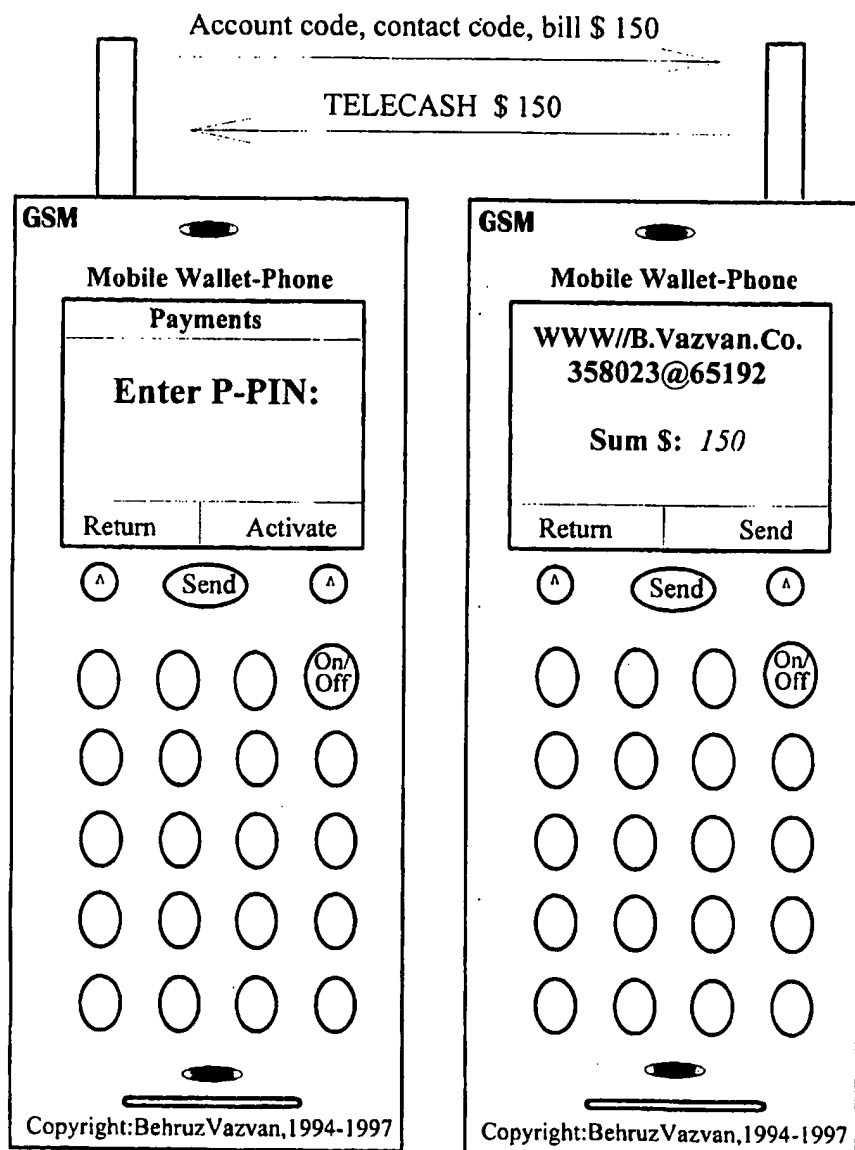 Account code, contact code, bill $ 150
TELECASH $ 150
GSM
Mobile Wallet-Phone
Payments
Enter P-PIN:
Return Activate
^ Send ^
On/
Off
Copyright:BehruzVazvan,1994-1997
GSM
Mobile Wallet-Phone
WWW//B.Vazvan.Co.
358023@65192
Sum $: 150
Return Send
^ Send ^
On/
Off
Copyright:BehruzVazvan,1994-1997